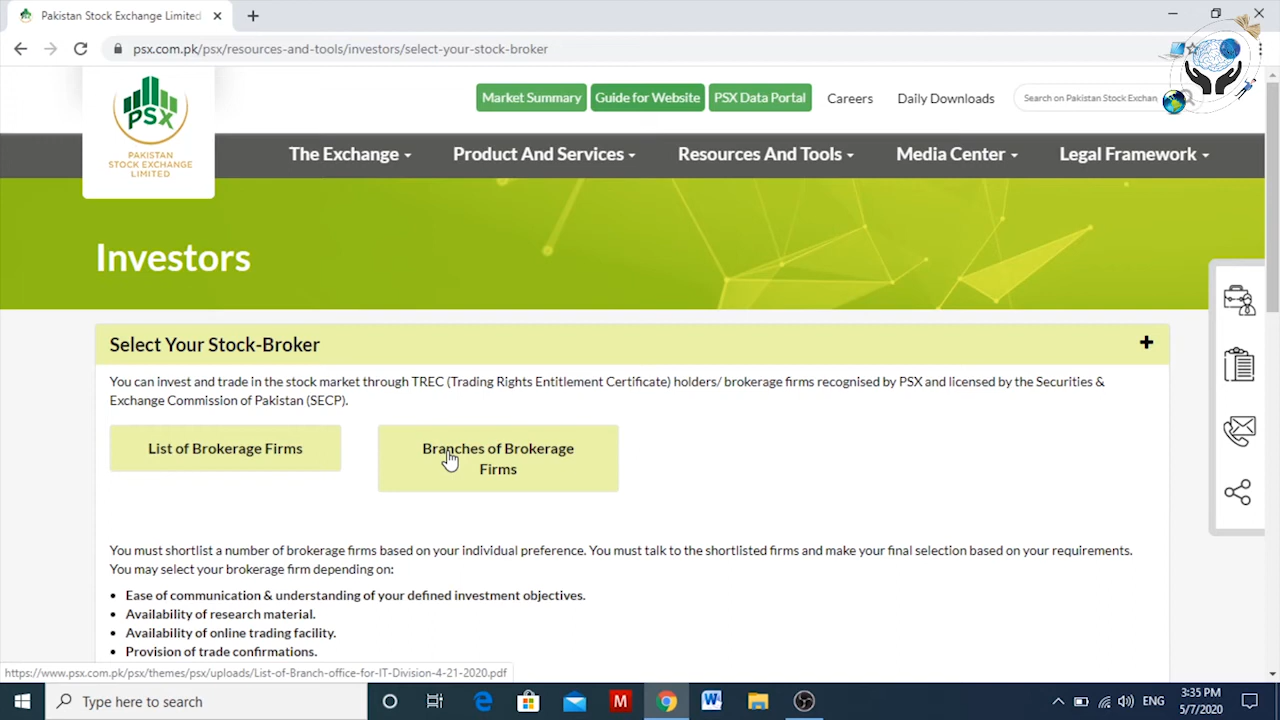 Pakistan Stock Exchange Limited
psx.com.pk/psx/resources-and-tools/investors/select-your-stock-broker
PSX
PAKISTAN
STOCK EXCHANGE
LIMITED
Market Summary
Guide for Website
PSX Data Portal
Careers
Daily Downloads
Search on Pakistan Stock Exchan
The Exchange
Product And Services
Resources And Tools
Media Center
Legal Framework
Investors
Select Your Stock-Broker
You can invest and trade in the stock market through TREC (Trading Rights Entitlement Certificate) holders/ brokerage firms recognised by PSX and licensed by the Securities &
Exchange Commission of Pakistan (SECP).
List of Brokerage Firms
Branches of Brokerage
Firms
You must shortlist a number of brokerage firms based on your individual preference. You must talk to the shortlisted firms and make your final selection based on your requirements.
You may select your brokerage firm depending on:
• Ease of communication & understanding of your defined investment objectives.
• Availability of research material.
• Availability of online trading facility.
• Provision of trade confirmations.
https://www.psx.com.pk/psx/themes/psx/uploads/List-of-Branch-office-for-IT-Division-4-21-2020.pdf
Type here to search
M
W
ENG
3:35 PM
5/7/2020